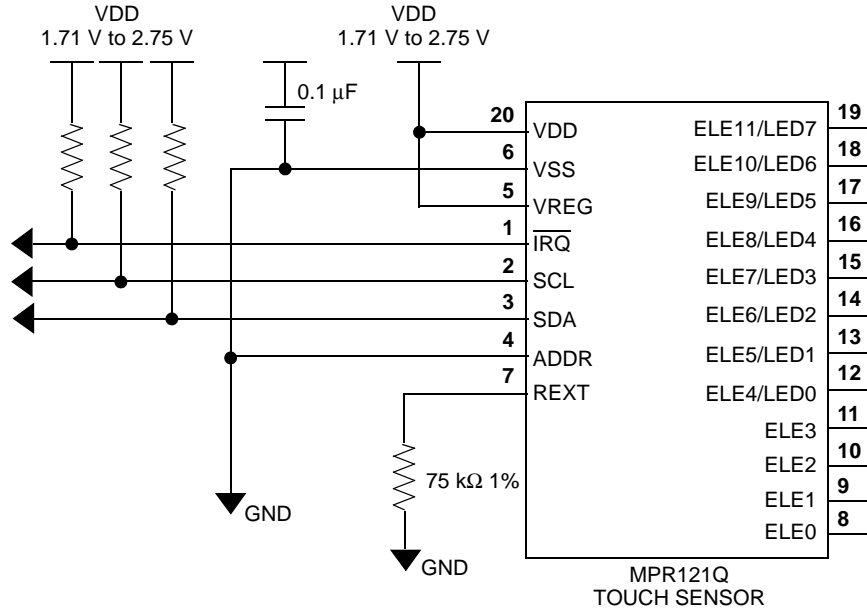 VDD
1.71 V to 2.75 V
VDD
1.71 V to 2.75 V
0.1 μF
20
VDD
6
VSS
5
VREG
1
IRQ
2
SCL
3
SDA
4
ADDR
7
REXT
75 kΩ 1%
GND
GND
ELE11/LED7
19
ELE10/LED6
18
ELE9/LED5
17
ELE8/LED4
16
ELE7/LED3
15
ELE6/LED2
14
ELE5/LED1
13
ELE4/LED0
12
ELE3
11
ELE2
10
ELE1
9
ELE0
8
MPR121Q
TOUCH SENSOR